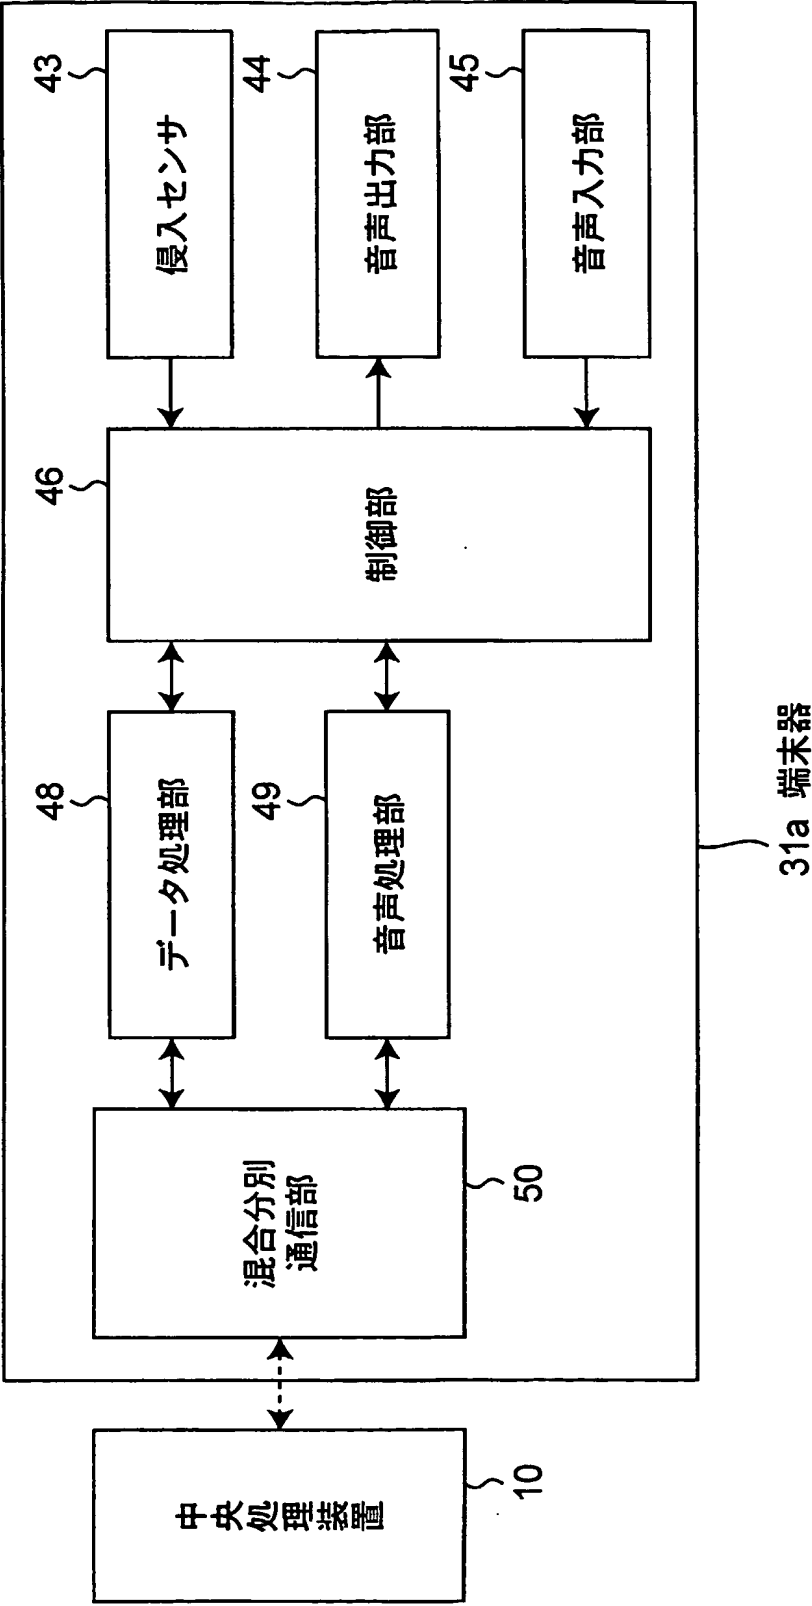 中央処理装置
10
混合分別
通信部
50
データ処理部
48
音声処理部
49
制御部
46
侵入センサ
43
音声出力部
44
音声入力部
45
31a 端末器